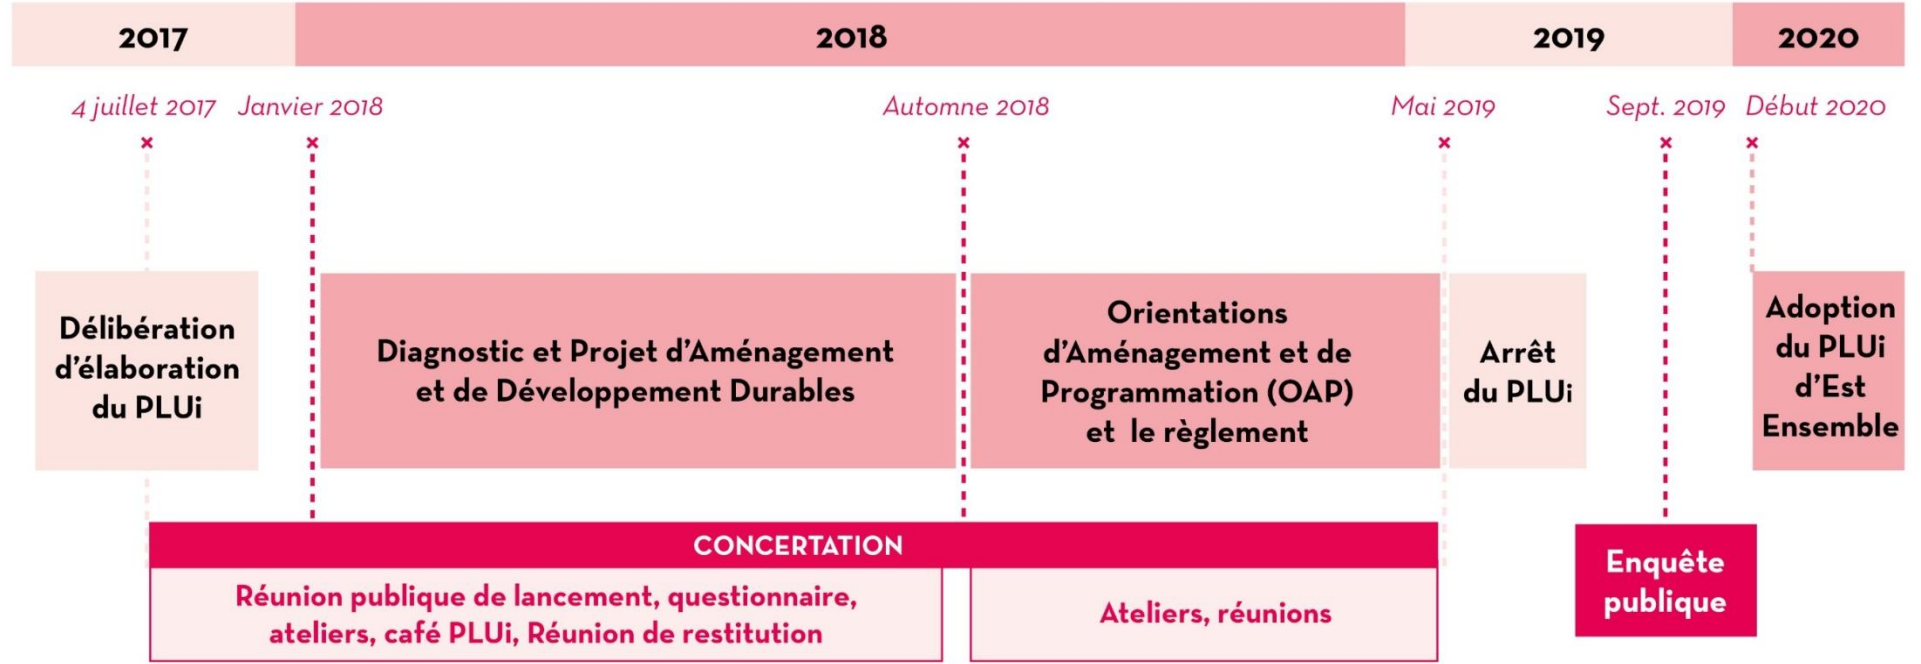 2017
2018
2019
2020
4 juillet 2017
Janvier 2018
Automne 2018
Mai 2019
Sept. 2019
Début 2020
Délibération
d'élaboration
du PLUi
Diagnostic et Projet d'Aménagement
et de Développement Durables
Orientations
d'Aménagement et de
Programmation (OAP)
et le règlement
Arrêt
du PLUi
Adoption
du PLUi
d'Est
Ensemble
CONCERTATION
Réunion publique de lancement, questionnaire,
ateliers, café PLUi, Réunion de restitution
Ateliers, réunions
Enquête
publique